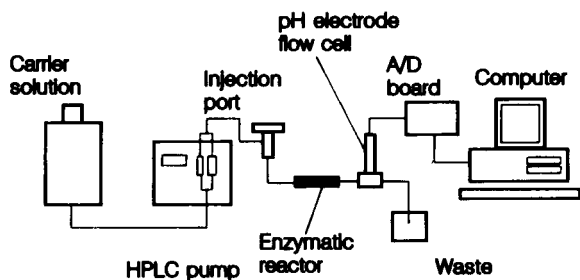 pH electrode
flow cell
Carrier
solution
Injection
port
A/D
board
Computer
Enzymatic
reactor
HPLC pump
Waste